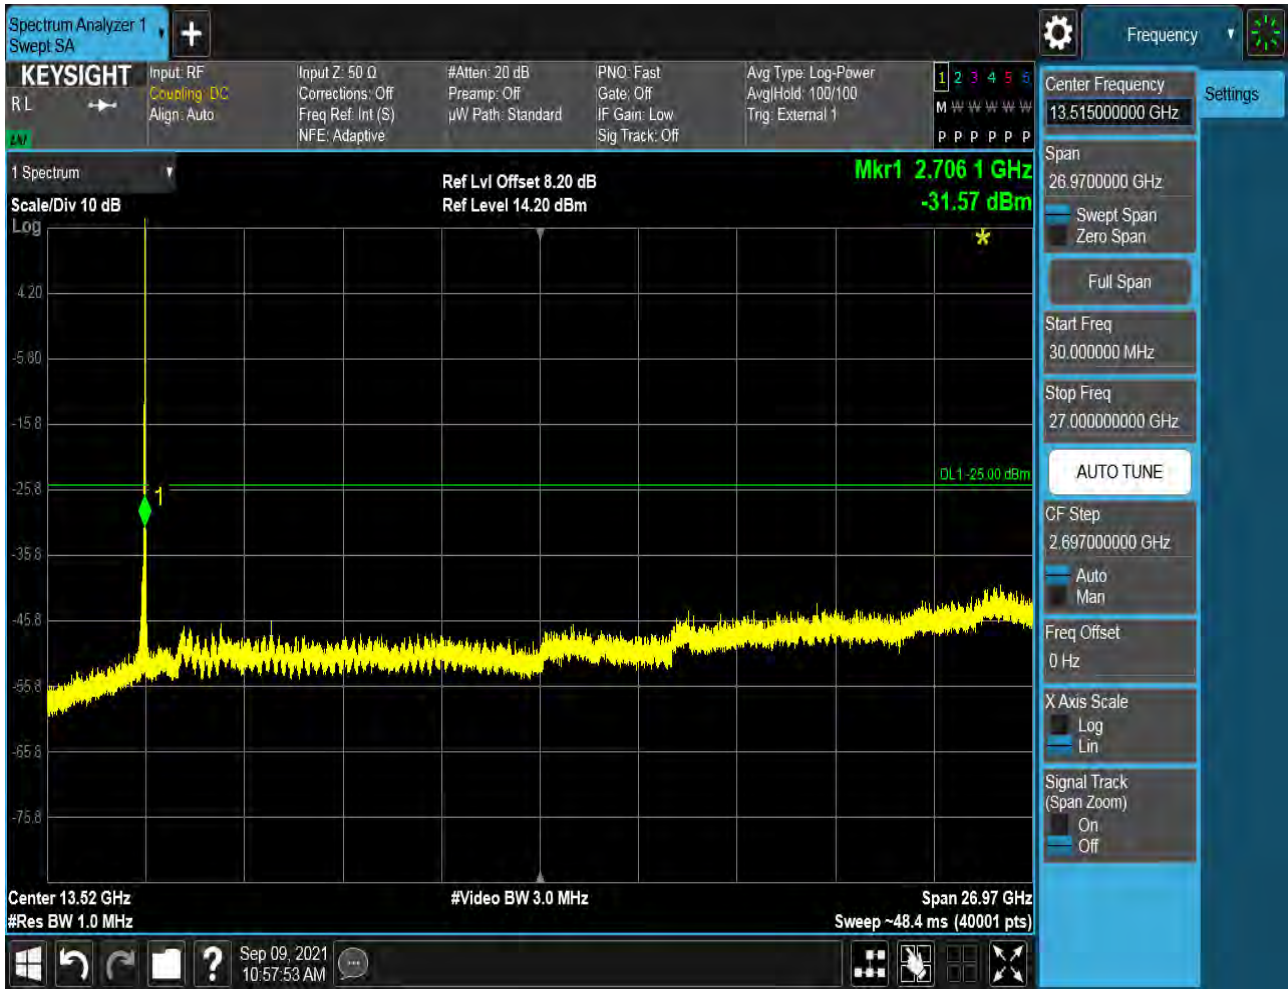 Spectrum Analyzer 1
Swept SA
+
Frequency
KEYSIGHT
R L
Input: RF
Coupling: DC
Align: Auto
Input Z: 50 Ω
Corrections: Off
Freq Ref: Int (S)
NFE: Adaptive
#Atten: 20 dB
Preamp: Off
µW Path: Standard
PNO: Fast
Gate: Off
IF Gain: Low
Sig Track: Off
Avg Type: Log-Power
Avg|Hold: 100/100
Trig: External 1
1 2 3 4 5 6
M W W W W W
P P P P P P
1 Spectrum
Scale/Div 10 dB
Log
Ref Lvl Offset 8.20 dB
Ref Level 14.20 dBm
Mkr1 2.706 1 GHz
-31.57 dBm
*
4.20
-5.80
-15.8
-25.8
-35.8
-45.8
-55.8
-65.8
-75.8
1
DL1 -25.00 dBm
Center 13.52 GHz
#Res BW 1.0 MHz
#Video BW 3.0 MHz
Span 26.97 GHz
Sweep ~48.4 ms (40001 pts)
Center Frequency
13.515000000 GHz
Settings
Span
26.9700000 GHz
Swept Span
Zero Span
Full Span
Start Freq
30.000000 MHz
Stop Freq
27.000000000 GHz
AUTO TUNE
CF Step
2.697000000 GHz
Auto
Man
Freq Offset
0 Hz
X Axis Scale
Log
Lin
Signal Track
(Span Zoom)
On
Off
?
Sep 09, 2021
10:57:53 AM